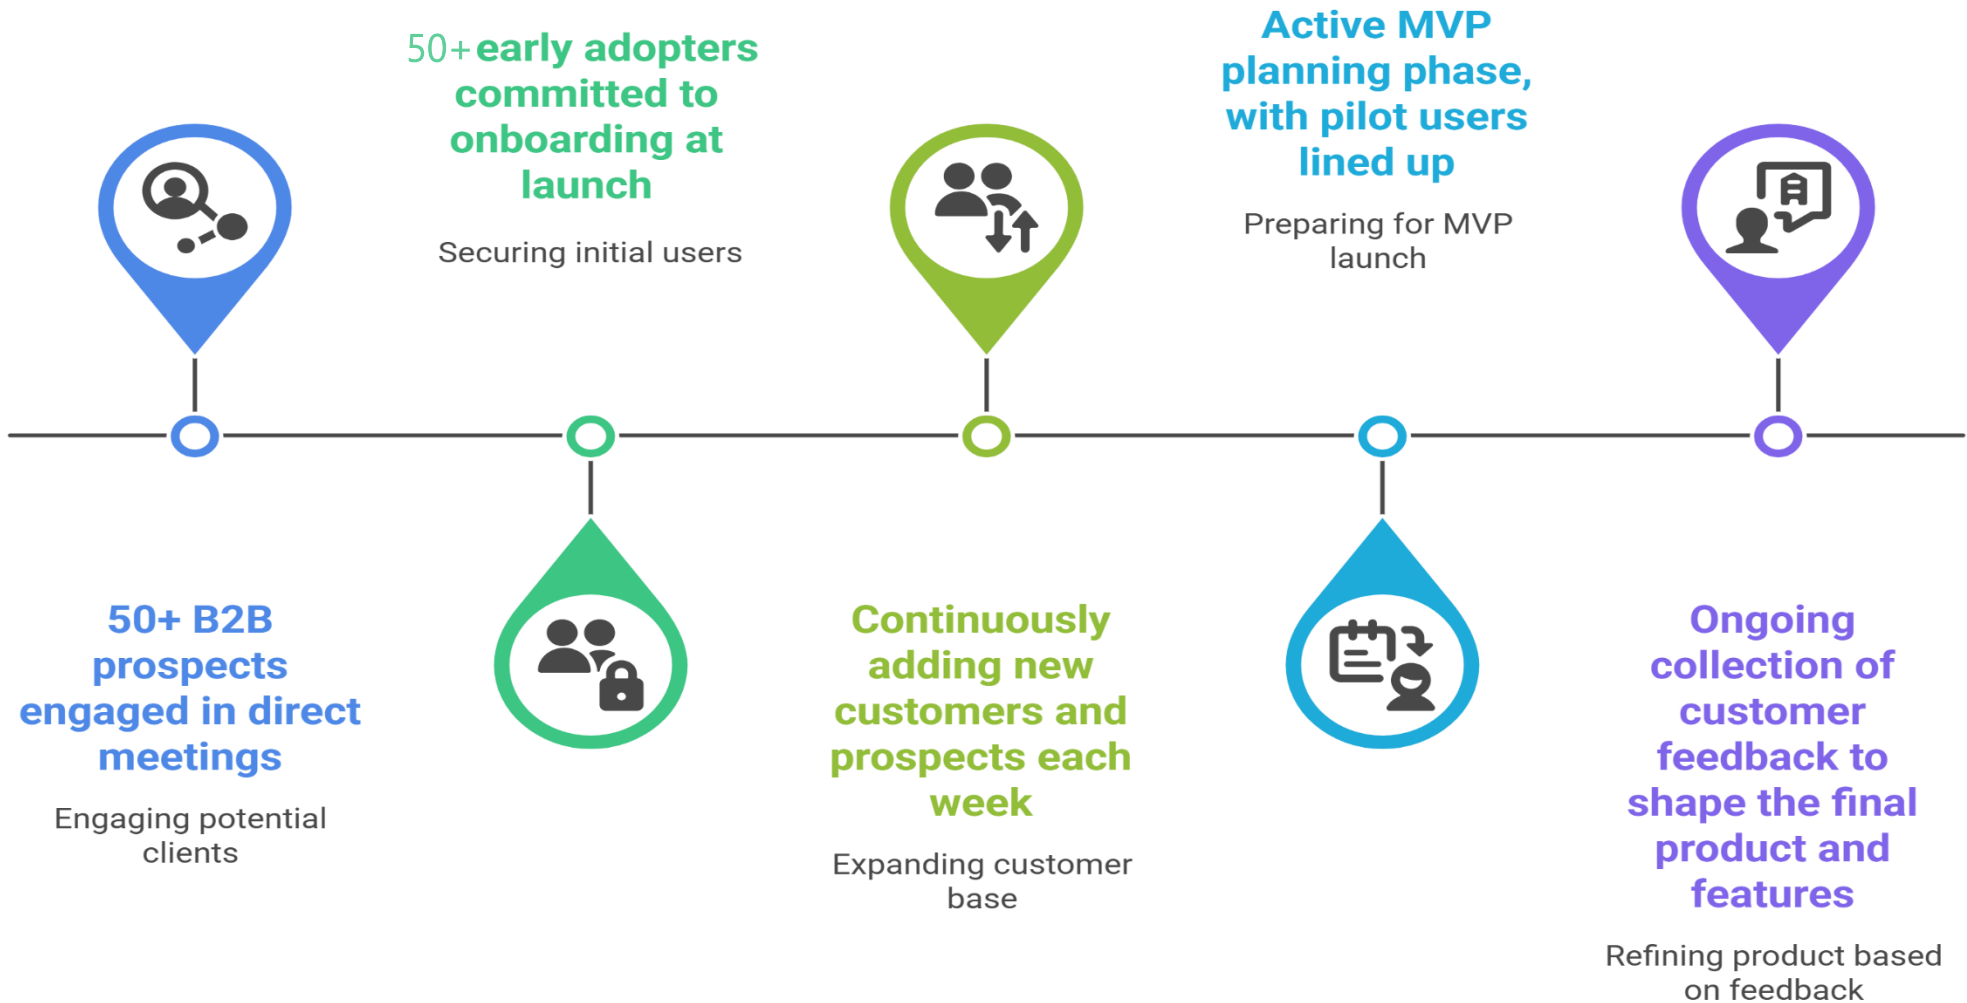 50+ B2B
prospects
engaged in direct
meetings
Engaging potential
clients
50+ early adopters
committed to
onboarding at
launch
Securing initial users
Continuously
adding new
customers and
prospects each
week
Expanding customer
base
Active MVP
planning phase,
with pilot users
lined up
Preparing for MVP
launch
Ongoing
collection of
customer
feedback to
shape the final
product and
features
Refining product based
on feedback